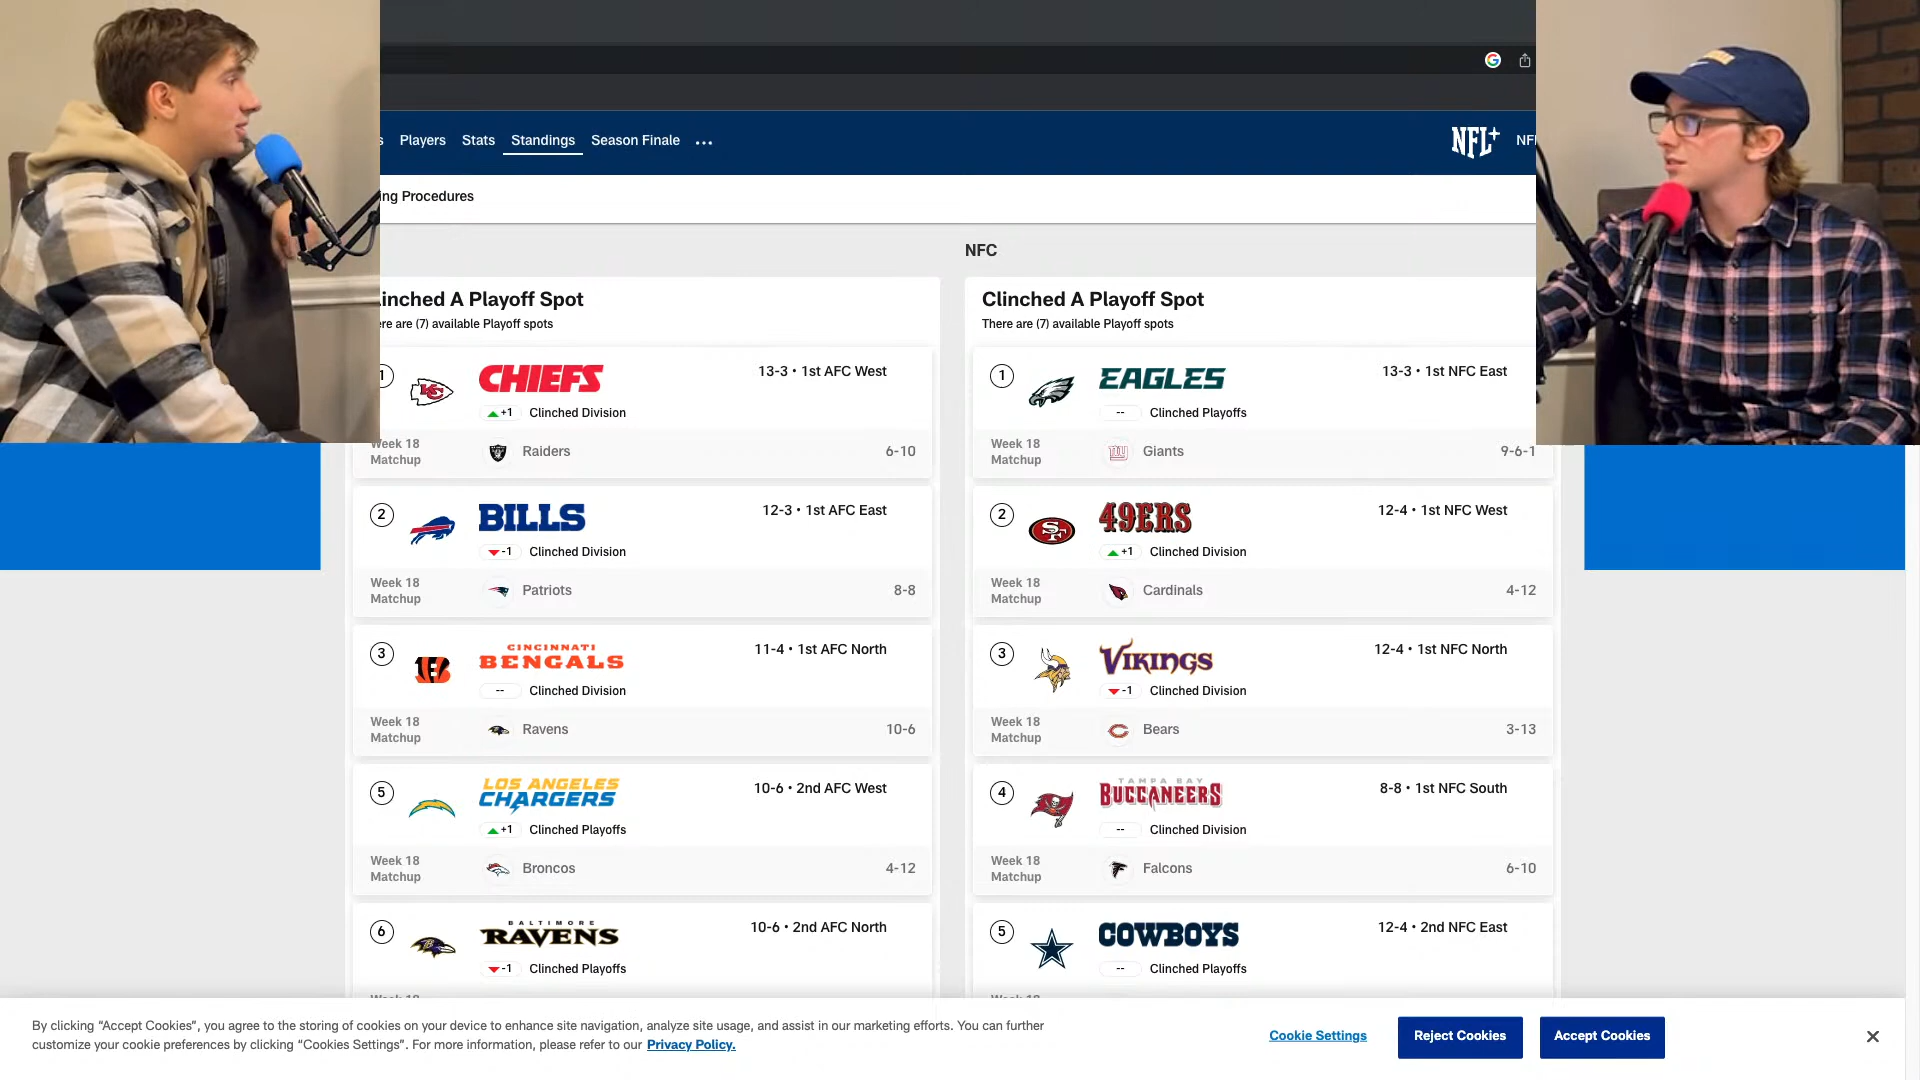 Players Stats Standings Season Finale ...
NFL+
NF
ing Procedures
NFC
linched A Playoff Spot
ere are (7) available Playoff spots
1
CHIEFS
13-3 • 1st AFC West
+1 Clinched Division
Week 18
Matchup
Raiders
6-10
2
BILLS
12-3 • 1st AFC East
-1 Clinched Division
Week 18
Matchup
Patriots
8-8
3
CINCINNATI
BENGALS
11-4 • 1st AFC North
-- Clinched Division
Week 18
Matchup
Ravens
10-6
5
LOS ANGELES
CHARGERS
10-6 • 2nd AFC West
+1 Clinched Playoffs
Week 18
Matchup
Broncos
4-12
6
BALTIMORE
RAVENS
10-6 • 2nd AFC North
-1 Clinched Playoffs
Clinched A Playoff Spot
There are (7) available Playoff spots
1
EAGLES
13-3 • 1st NFC East
-- Clinched Playoffs
Week 18
Matchup
Giants
9-6-1
2
49ERS
12-4 • 1st NFC West
+1 Clinched Division
Week 18
Matchup
Cardinals
4-12
3
VIKINGS
12-4 • 1st NFC North
-1 Clinched Division
Week 18
Matchup
Bears
3-13
4
TAMPA BAY
BUCCANEERS
8-8 • 1st NFC South
-- Clinched Division
Week 18
Matchup
Falcons
6-10
5
COWBOYS
12-4 • 2nd NFC East
-- Clinched Playoffs
By clicking “Accept Cookies”, you agree to the storing of cookies on your device to enhance site navigation, analyze site usage, and assist in our marketing efforts. You can further
customize your cookie preferences by clicking “Cookies Settings”. For more information, please refer to our Privacy Policy.
Cookie Settings
Reject Cookies
Accept Cookies